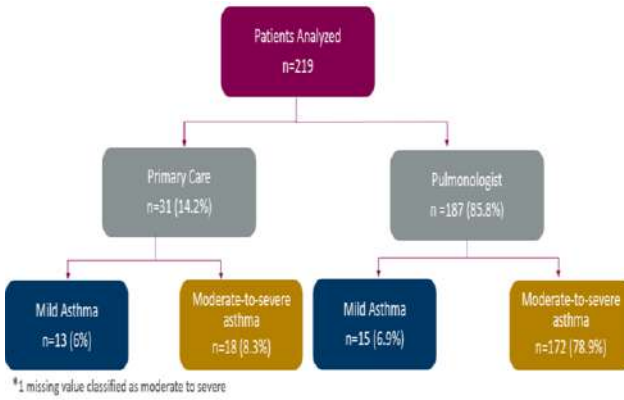 Patients Analyzed
n=219
Primary Care
n=31 (14.2%)
Pulmonologist
n =187 (85.8%)
Mild Asthma
n=13 (6%)
Moderate-to-severe
asthma
n=18 (8.3%)
Mild Asthma
n=15 (6.9%)
Moderate-to-severe
asthma
n=172 (78.9%)
*1 missing value classified as moderate to severe